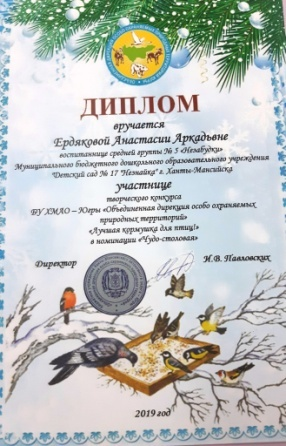 ДИПЛОМ
вручается
Ердяковой Анастасии Аркадьне
воспитаннице средней группы № 5 «Незабудки»
Муниципального бюджетного дошкольного образовательного учреждения
"Детский сад № 17 "Незнайка" г. Ханты-Мансийска
участнице
творческого конкурса
БУ ХМАО – Югры «Объединенная дирекция особо охраняемых
природных территорий»
«Лучшая кормушка для птиц!»
в номинации «Чудо-столовая»
Директор И.В. Павловских
2019 год